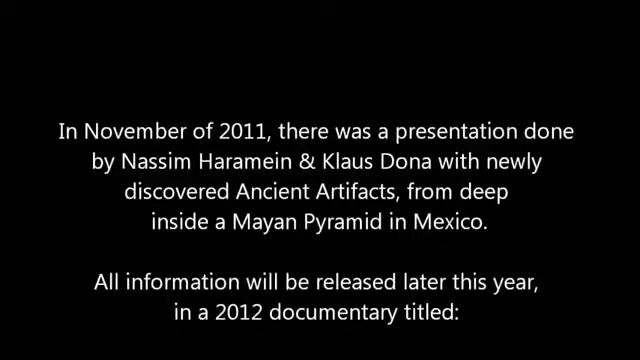 In November of 2011, there was a presentation done
by Nassim Haramein & Klaus Dona with newly
discovered Ancient Artifacts, from deep
inside a Mayan Pyramid in Mexico.
All information will be released later this year,
in a 2012 documentary titled: